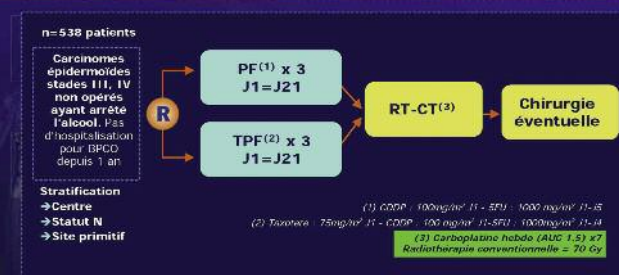 n=538 patients
Carcinomes
épidermoïdes
stades III, IV
non opérés
ayant arrêté
l'alcool. Pas
d'hospitalisation
pour BPCO
depuis 1 an
Stratification
→Centre
→Statut N
→Site primitif
R
PF(1) x 3
J1=J21
TPF(2) x 3
J1=J21
RT-CT(3)
Chirurgie
éventuelle
(1) CDDP : 100mg/m² J1 - 5FU : 1000 mg/m² J1-J5
(2) Taxotere : 75mg/m² J1 - CDDP : 100 mg/m² J1-5FU : 1000mg/m² J1-J4
(3) Carboplatine hebdo (AUC 1.5) x7
Radiothérapie conventionnelle = 70 Gy